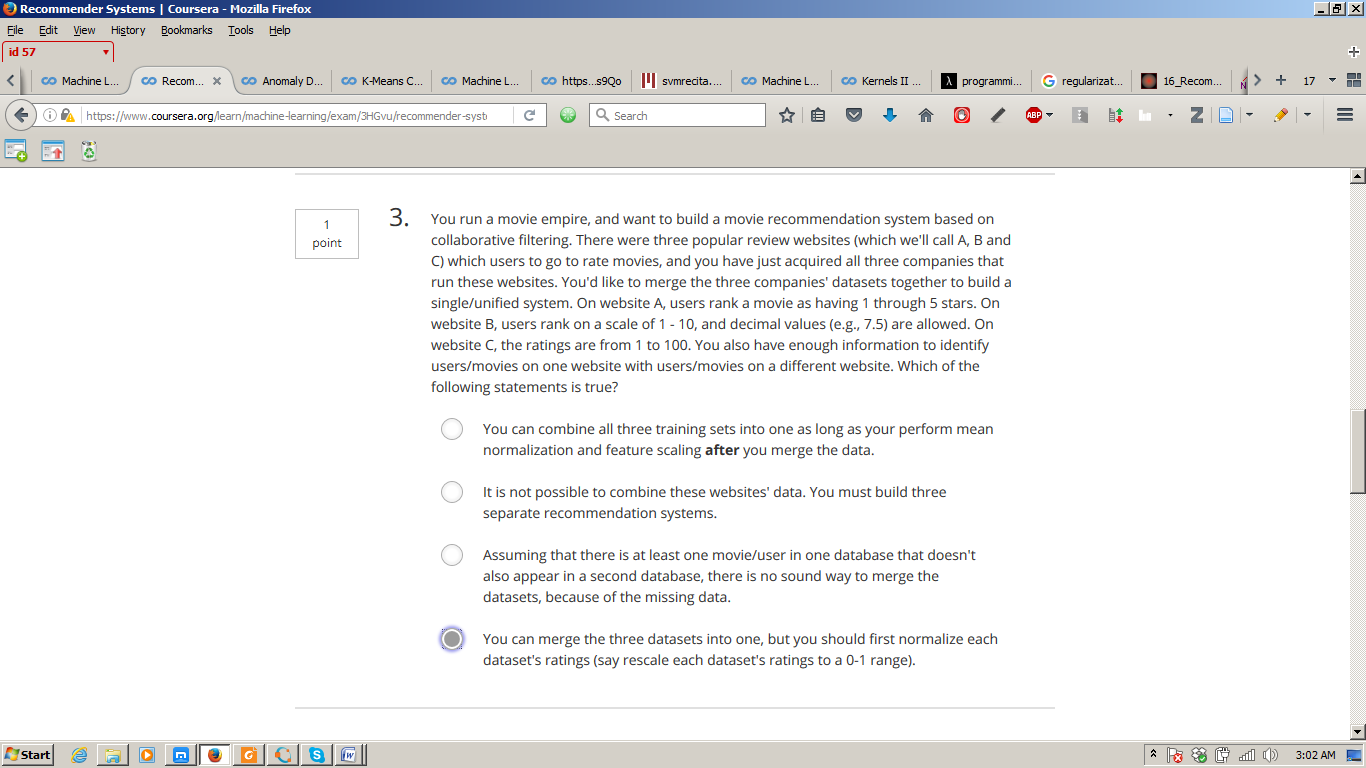 Recommender Systems | Coursera - Mozilla Firefox
File Edit View History Bookmarks Tools Help
id 57
Machine L... Recom... Anomaly D... K-Means C... Machine L... https...s9Qo svmrecita.... Machine L... Kernels II ... programmi... regularizat... 16_Recom... 17
https://www.coursera.org/learn/machine-learning/exam/3HGvu/recommender-syst Search ABP Z
1
point
3.
You run a movie empire, and want to build a movie recommendation system based on
collaborative filtering. There were three popular review websites (which we'll call A, B and
C) which users to go to rate movies, and you have just acquired all three companies that
run these websites. You'd like to merge the three companies' datasets together to build a
single/unified system. On website A, users rank a movie as having 1 through 5 stars. On
website B, users rank on a scale of 1 - 10, and decimal values (e.g., 7.5) are allowed. On
website C, the ratings are from 1 to 100. You also have enough information to identify
users/movies on one website with users/movies on a different website. Which of the
following statements is true?
You can combine all three training sets into one as long as your perform mean
normalization and feature scaling after you merge the data.
It is not possible to combine these websites' data. You must build three
separate recommendation systems.
Assuming that there is at least one movie/user in one database that doesn't
also appear in a second database, there is no sound way to merge the
datasets, because of the missing data.
You can merge the three datasets into one, but you should first normalize each
dataset's ratings (say rescale each dataset's ratings to a 0-1 range).
Start 3:02 AM